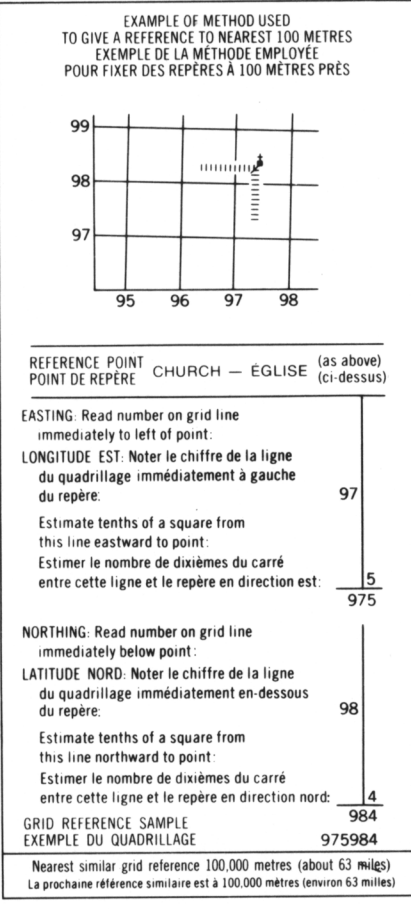 EXAMPLE OF METHOD USED
TO GIVE A REFERENCE TO NEAREST 100 METRES
EXEMPLE DE LA MÉTHODE EMPLOYÉE
POUR FIXER DES REPÈRES À 100 MÈTRES PRÈS
99
98
97
95 96 97 98
REFERENCE POINT
POINT DE REPÈRE
CHURCH — ÉGLISE
(as above)
(ci-dessus)
EASTING: Read number on grid line
immediately to left of point:
LONGITUDE EST: Noter le chiffre de la ligne
du quadrillage immédiatement à gauche
du repère: 97
Estimate tenths of a square from
this line eastward to point:
Estimer le nombre de dixièmes du carré
entre cette ligne et le repère en direction est: 5
975
NORTHING: Read number on grid line
immediately below point:
LATITUDE NORD: Noter le chiffre de la ligne
du quadrillage immédiatement en-dessous
du repère: 98
Estimate tenths of a square from
this line northward to point:
Estimer le nombre de dixièmes du carré
entre cette ligne et le repère en direction nord: 4
984
GRID REFERENCE SAMPLE
EXEMPLE DU QUADRILLAGE 975984
Nearest similar grid reference 100,000 metres (about 63 miles)
La prochaine référence similaire est à 100,000 mètres (environ 63 milles)